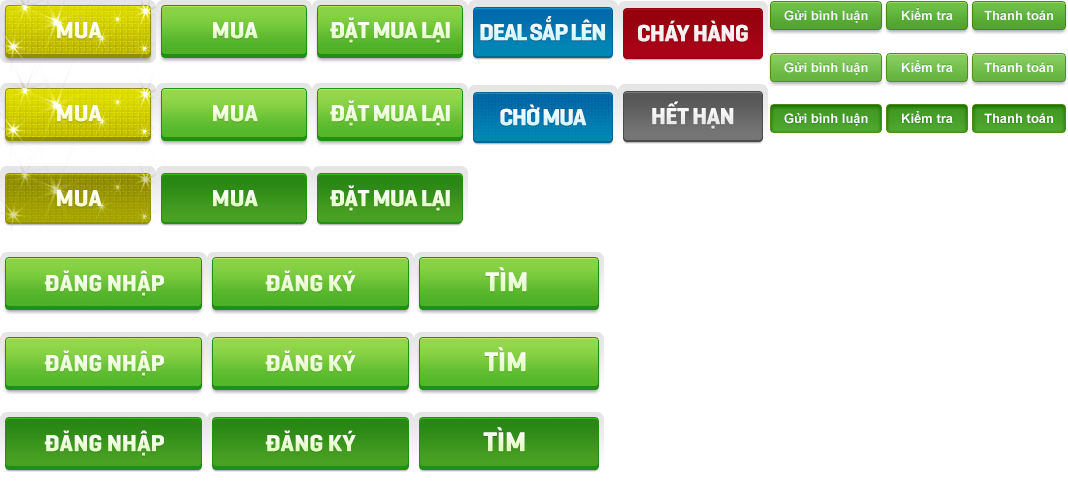 MUA MUA ĐẶT MUA LẠI DEAL SẮP LÊN CHÁY HÀNG Gửi bình luận Kiểm tra Thanh toán
Gửi bình luận Kiểm tra Thanh toán
MUA MUA ĐẶT MUA LẠI CHỜ MUA HẾT HẠN Gửi bình luận Kiểm tra Thanh toán
MUA MUA ĐẶT MUA LẠI
ĐĂNG NHẬP ĐĂNG KÝ TÌM
ĐĂNG NHẬP ĐĂNG KÝ TÌM
ĐĂNG NHẬP ĐĂNG KÝ TÌM